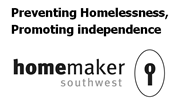 Preventing Homelessness,
Promoting independence
homemaker
southwest